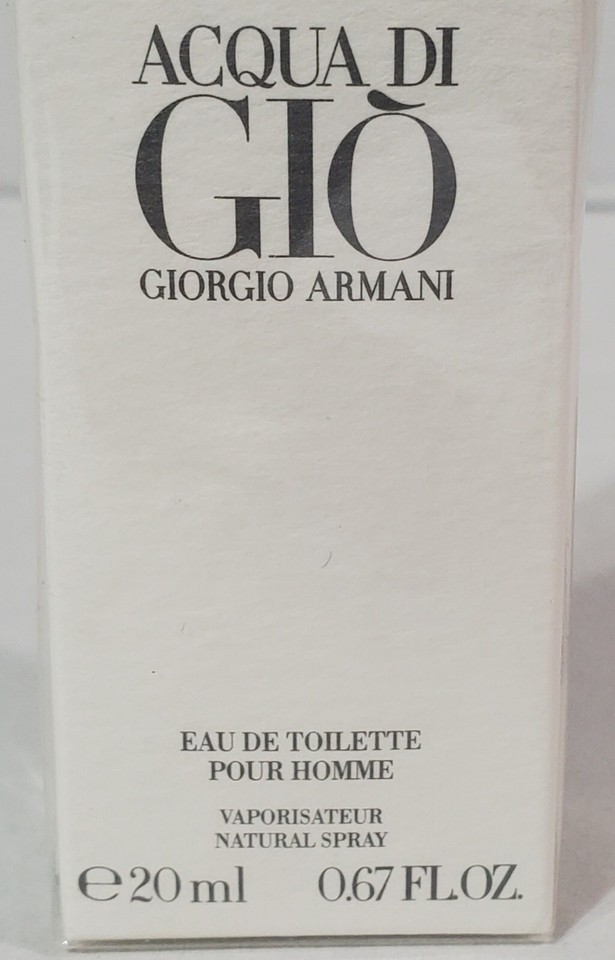 ACQUA DI
GIÒ
GIORGIO ARMANI
EAU DE TOILETTE
POUR HOMME
VAPORISATEUR
NATURAL SPRAY
℮20 ml 0.67 FL.OZ.